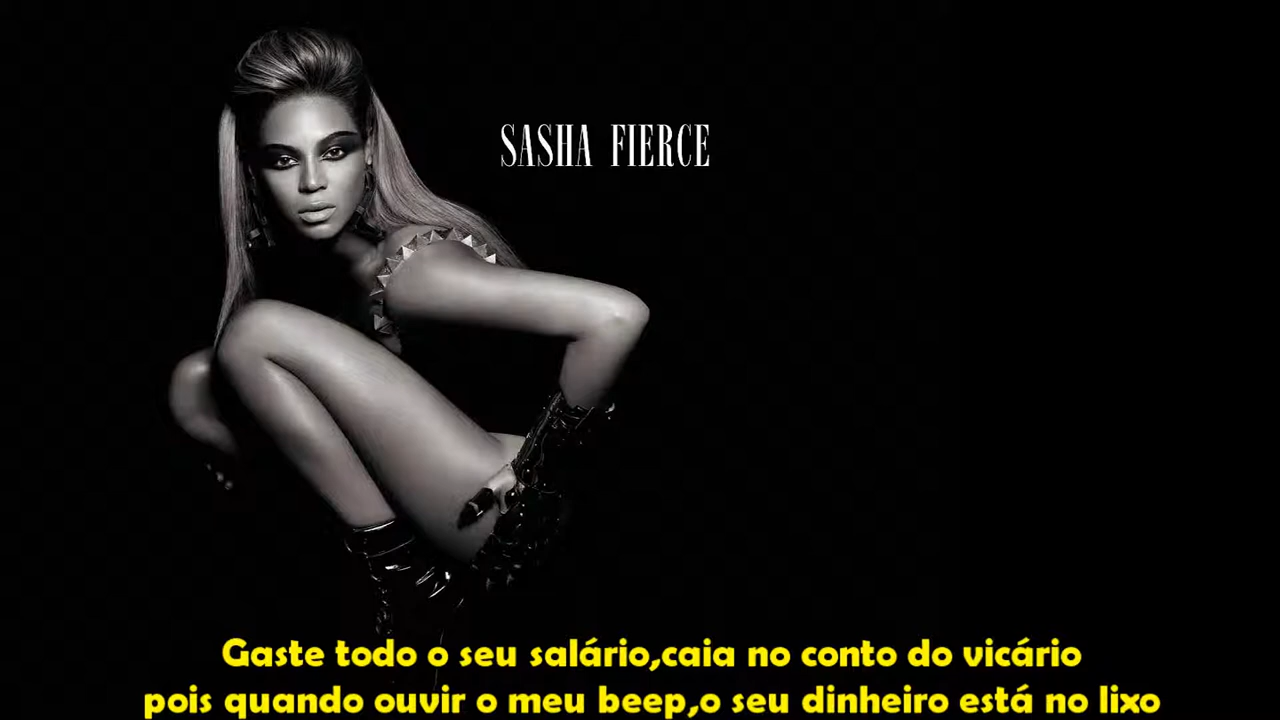 SASHA FIERCE
Gaste todo o seu salário,caia no conto do vicário
pois quando ouvir o meu beep,o seu dinheiro está no lixo